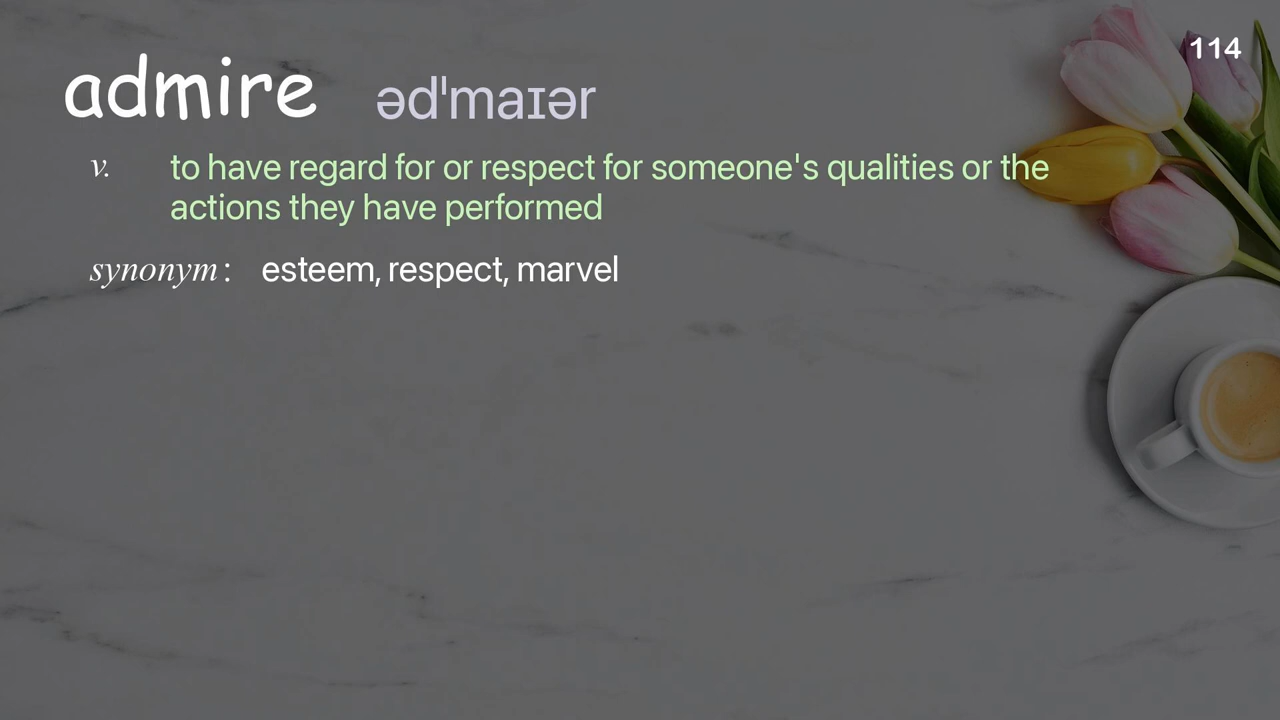 114
admire əd'maɪər
v. to have regard for or respect for someone's qualities or the
actions they have performed
synonym: esteem, respect, marvel